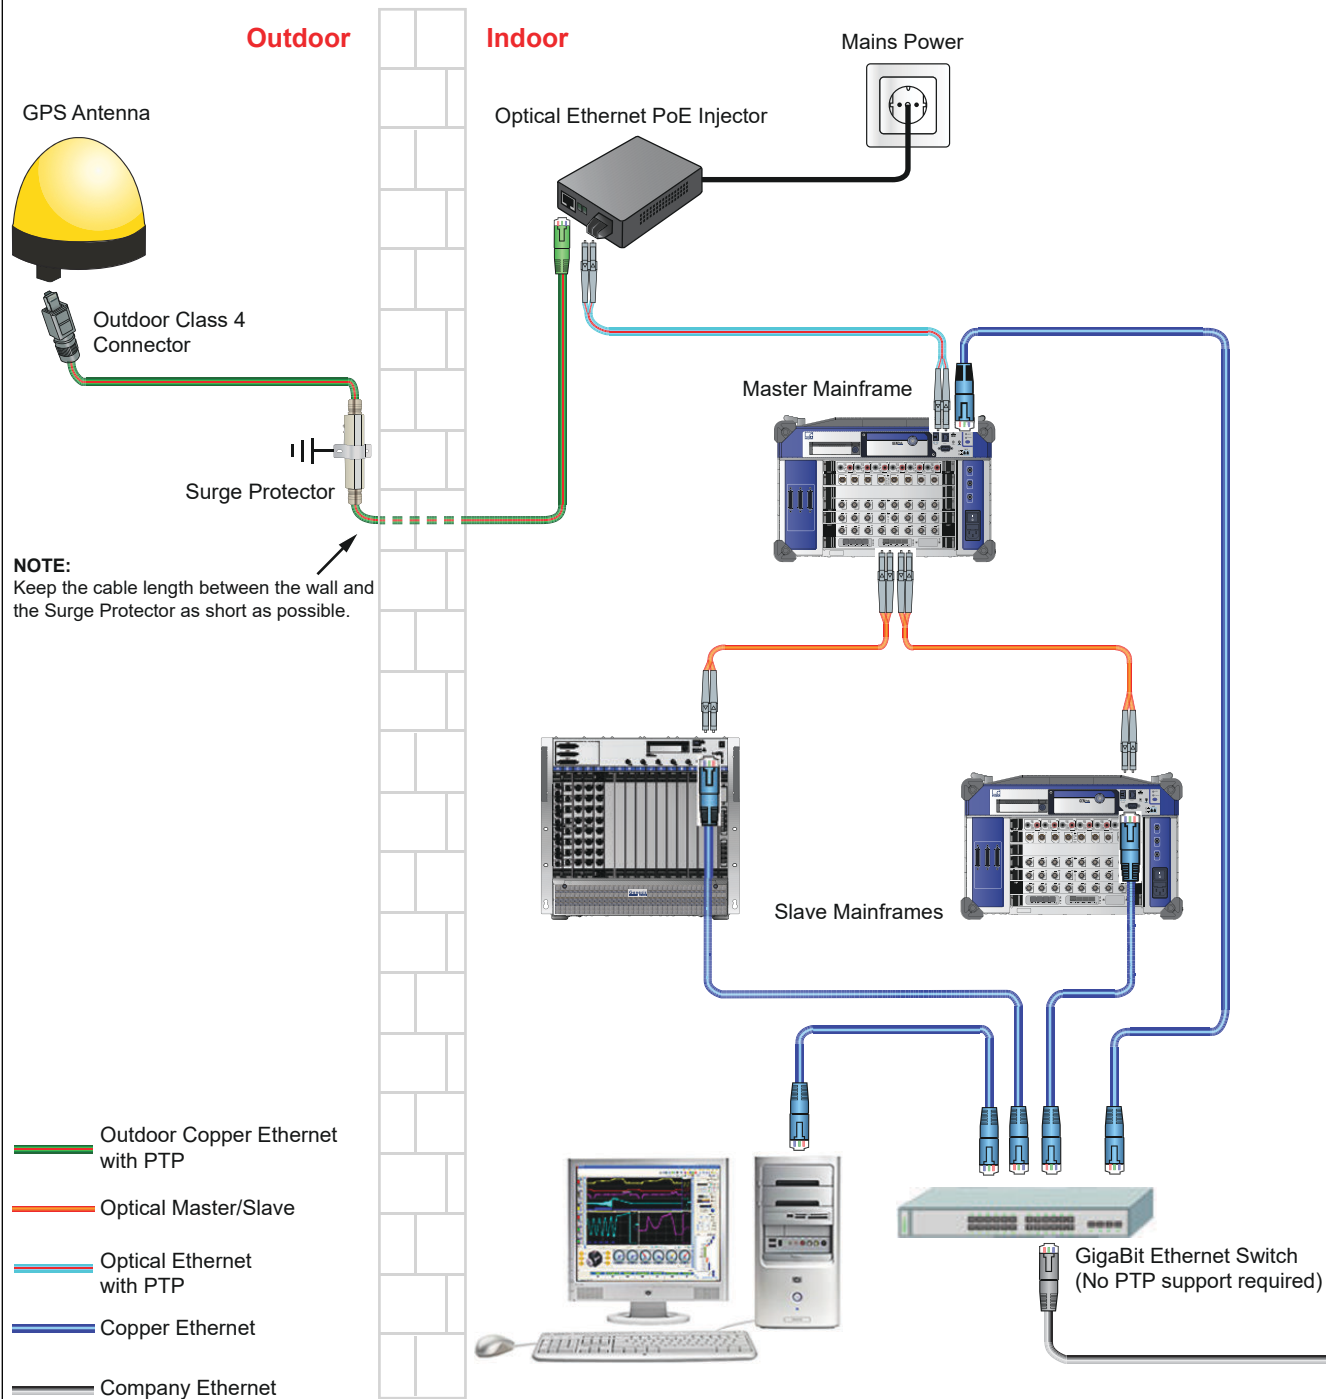 Outdoor
Indoor
Mains Power
GPS Antenna
Optical Ethernet PoE Injector
Outdoor Class 4
Connector
Master Mainframe
Surge Protector
NOTE:
Keep the cable length between the wall and
the Surge Protector as short as possible.
Slave Mainframes
Outdoor Copper Ethernet
with PTP
Optical Master/Slave
Optical Ethernet
with PTP
Copper Ethernet
Company Ethernet
GigaBit Ethernet Switch
(No PTP support required)